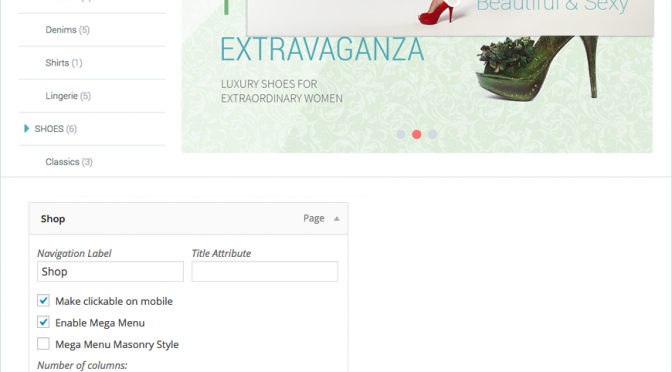 Beautiful & Sexy
Denims (5)
Shirts (1)
Lingerie (5)
SHOES (6)
Classics (3)
EXTRAVAGANZA
LUXURY SHOES FOR
EXTRAORDINARY WOMEN
Shop
Page
Navigation Label
Title Attribute
Shop
Make clickable on mobile
Enable Mega Menu
Mega Menu Masonry Style
Number of columns: